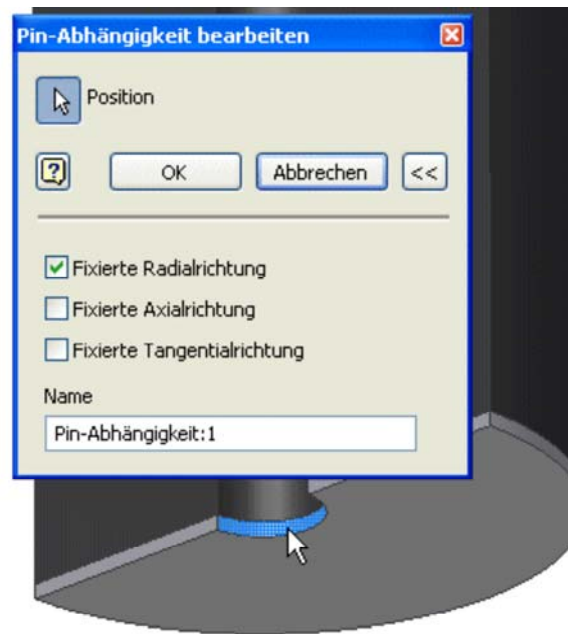 Pin-Abhängigkeit bearbeiten
Position
OK
Abbrechen
<<
Fixierte Radialrichtung
Fixierte Axialrichtung
Fixierte Tangentialrichtung
Name
Pin-Abhängigkeit:1